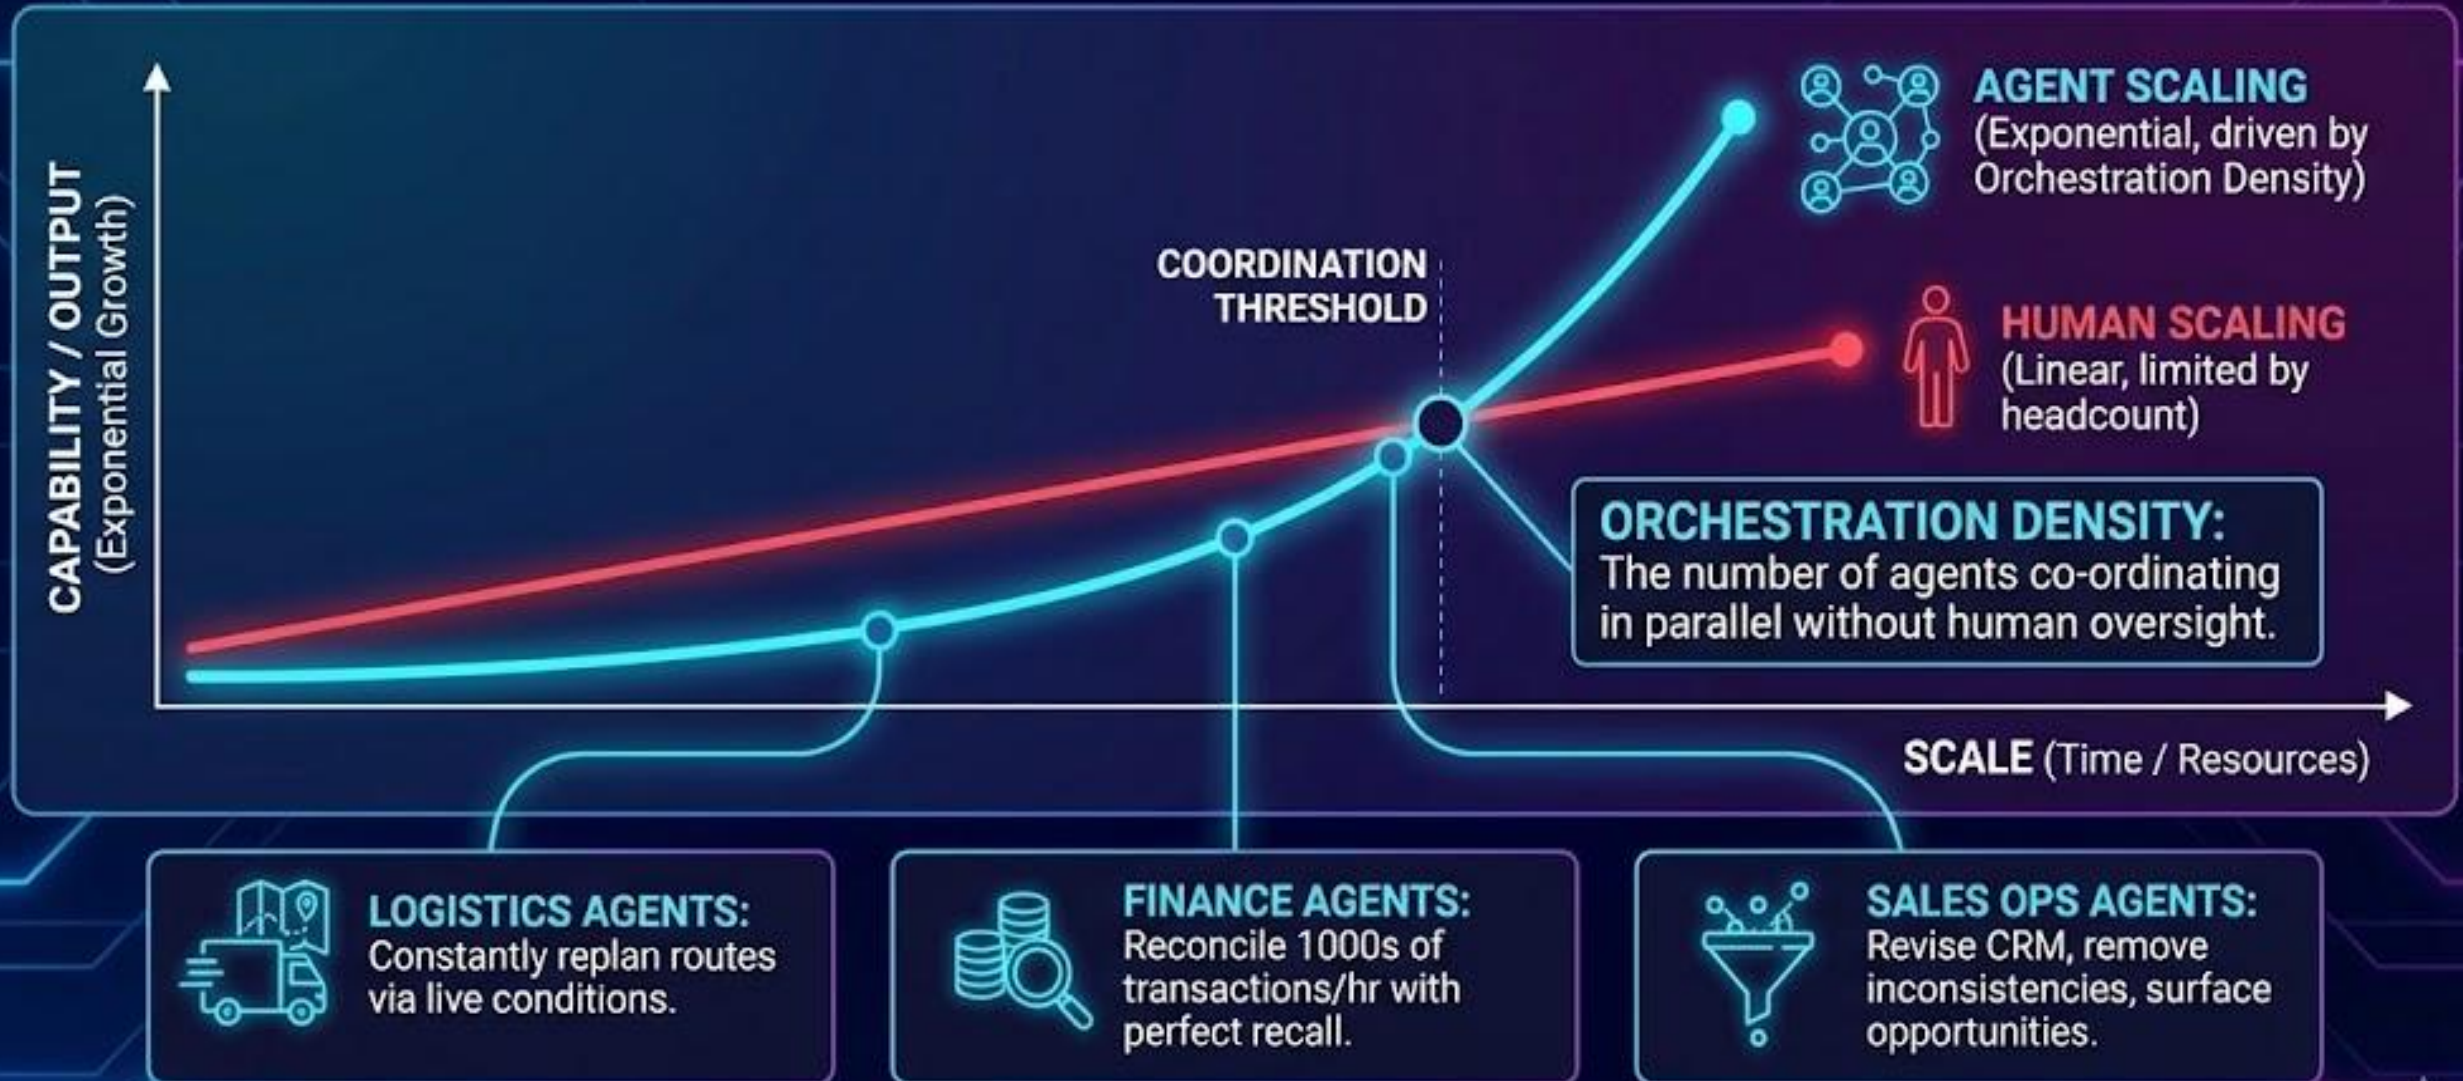 CAPABILITY / OUTPUT
(Exponential Growth)
AGENT SCALING
(Exponential, driven by
Orchestration Density)
COORDINATION
THRESHOLD
HUMAN SCALING
(Linear, limited by
headcount)
ORCHESTRATION DENSITY:
The number of agents co-ordinating
in parallel without human oversight.
SCALE (Time / Resources)
LOGISTICS AGENTS:
Constantly replan routes
via live conditions.
FINANCE AGENTS:
Reconcile 1000s of
transactions/hr with
perfect recall.
SALES OPS AGENTS:
Revise CRM, remove
inconsistencies, surface
opportunities.